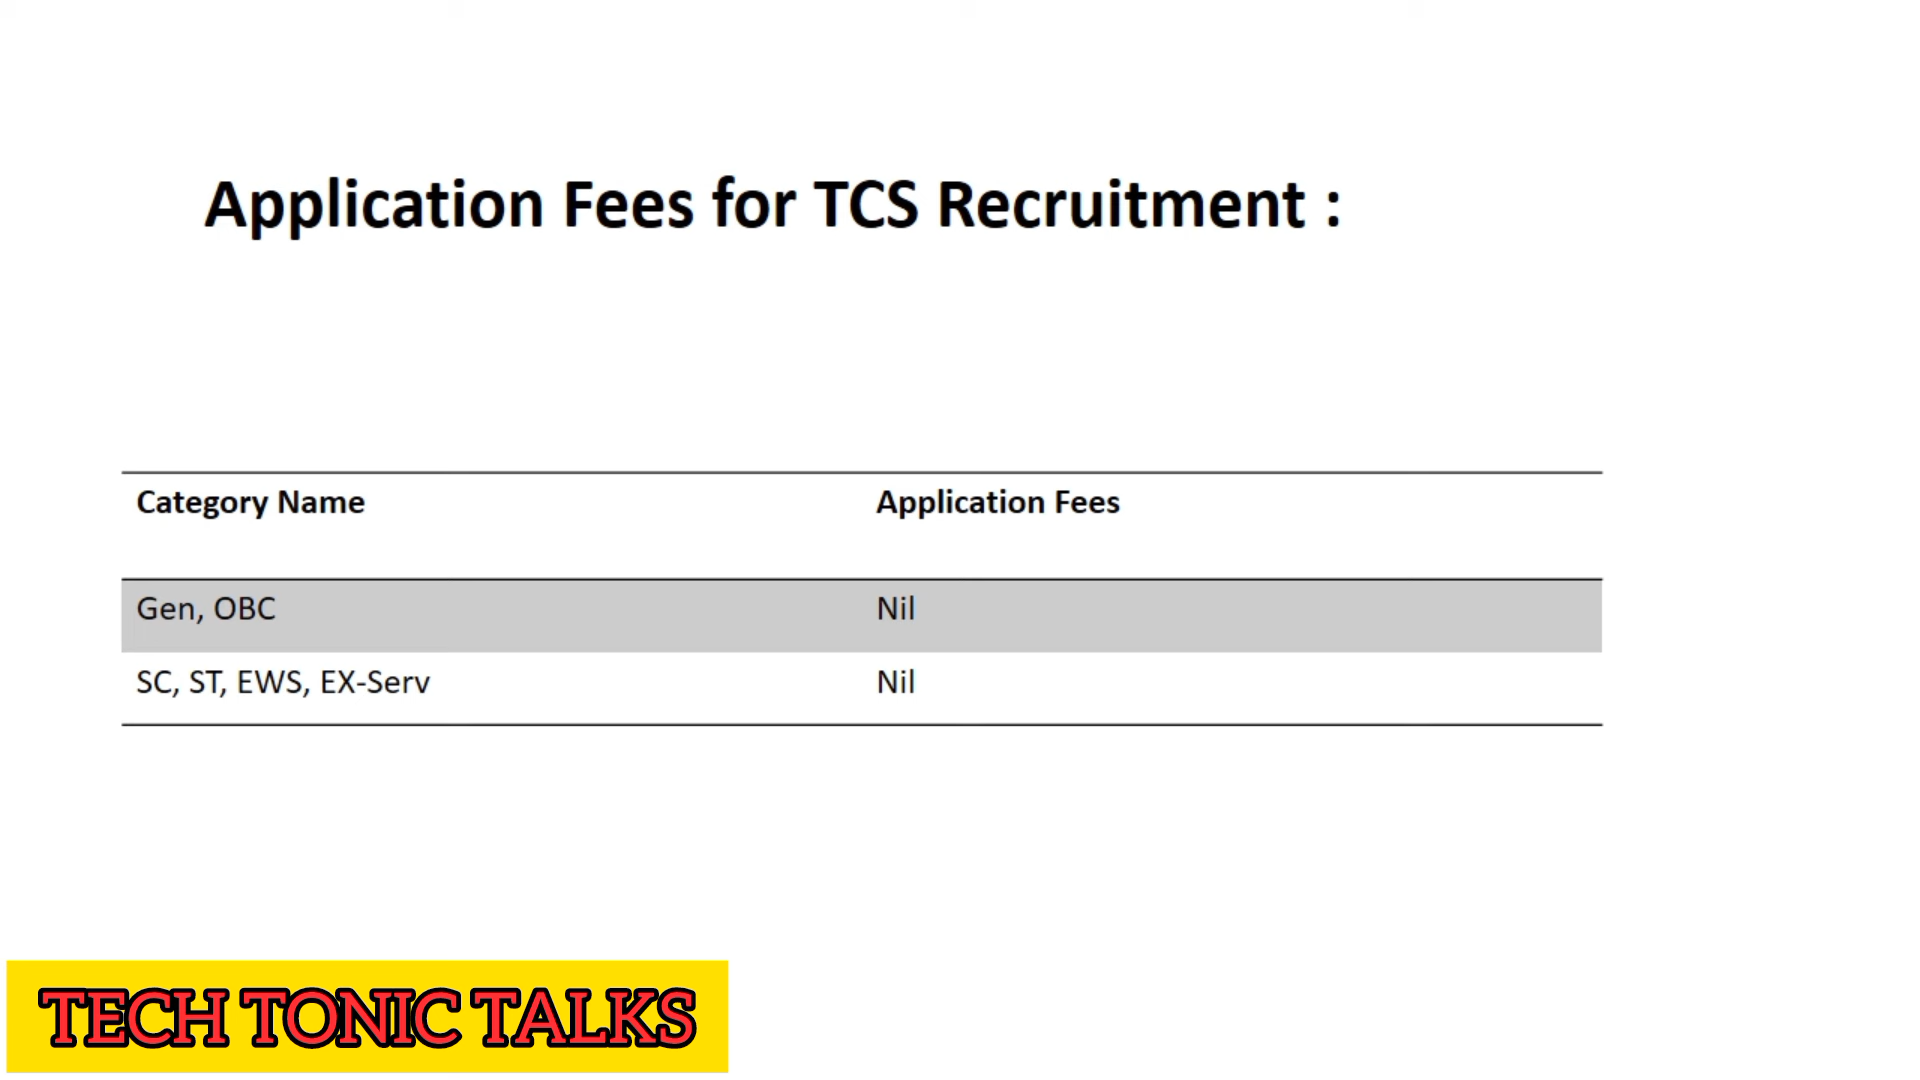 Application Fees for TCS Recruitment :
Category Name Application Fees
Gen, OBC Nil
SC, ST, EWS, EX-Serv Nil
TECH TONIC TALKS